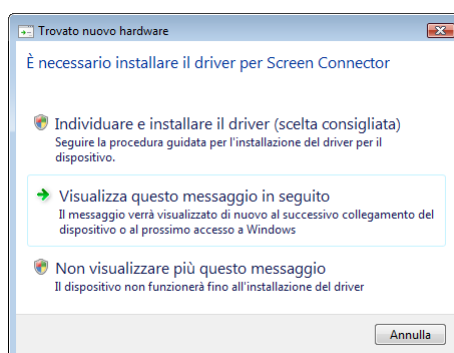 Trovato nuovo hardware
È necessario installare il driver per Screen Connector
Individuare e installare il driver (scelta consigliata)
Seguire la procedura guidata per l'installazione del driver per il
dispositivo.
Visualizza questo messaggio in seguito
Il messaggio verrà visualizzato di nuovo al successivo collegamento del
dispositivo o al prossimo accesso a Windows
Non visualizzare più questo messaggio
Il dispositivo non funzionerà fino all'installazione del driver
Annulla